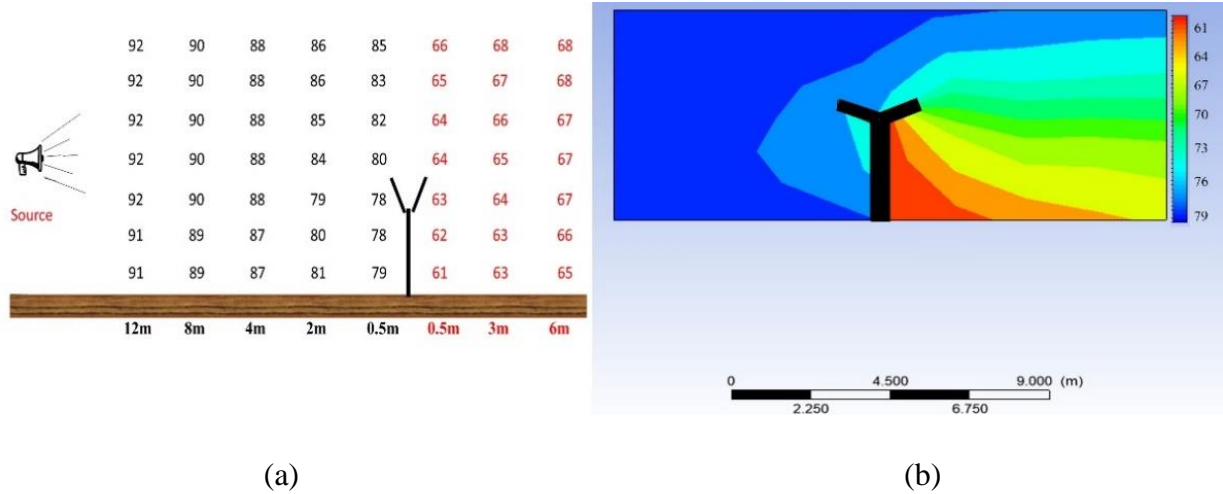 92 90 88 86 85 66 68 68
92 90 88 86 83 65 67 68
92 90 88 85 82 64 66 67
92 90 88 84 80 64 65 67
Source
92 90 88 79 78 63 64 67
91 89 87 80 78 62 63 66
91 89 87 81 79 61 63 65
12m 8m 4m 2m 0.5m 0.5m 3m 6m
61
64
67
70
73
76
79
0 4.500 9.000 (m)
2.250 6.750
(a) (b)